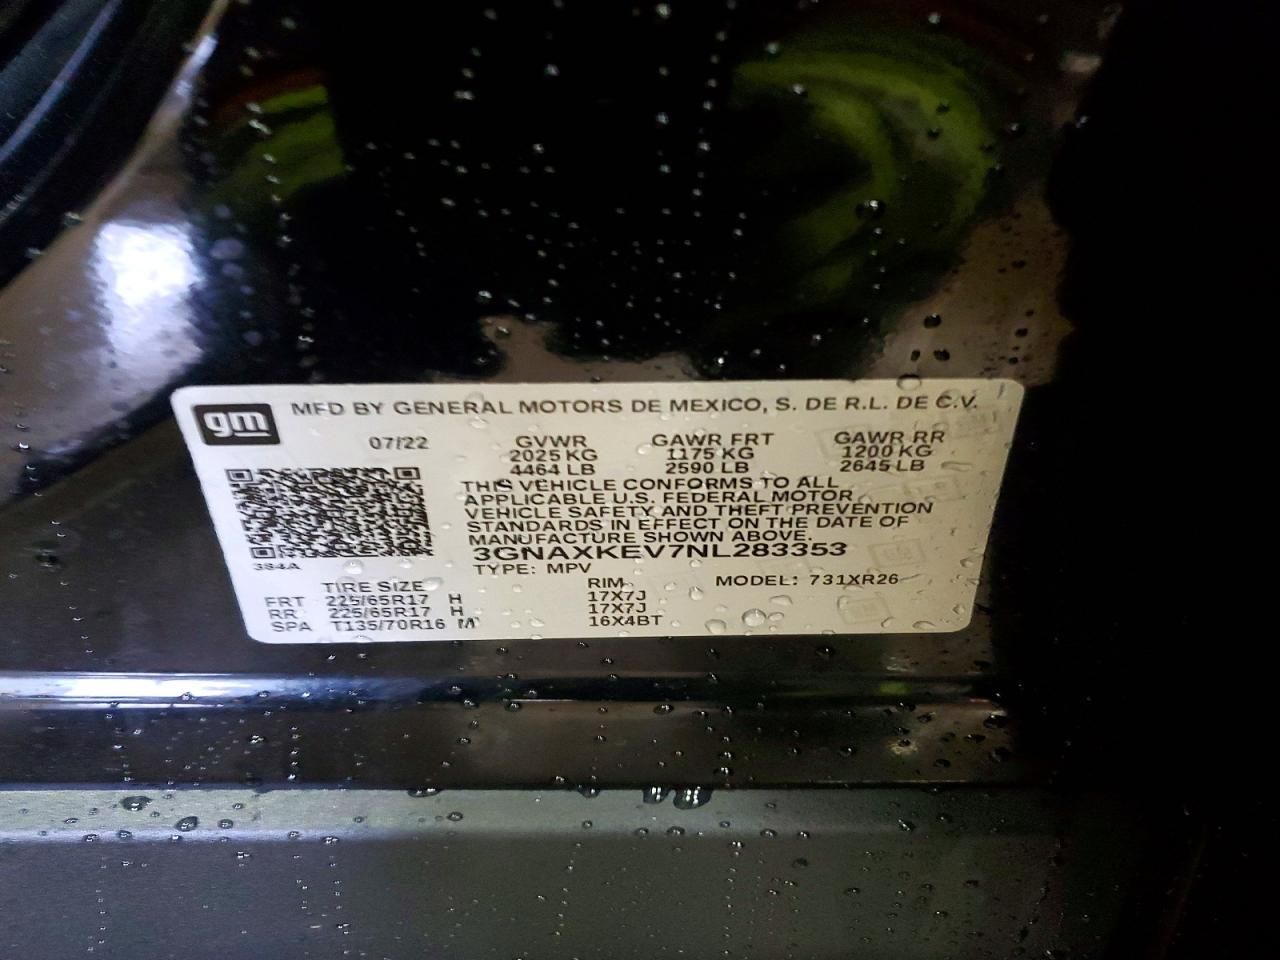 gm MFD BY GENERAL MOTORS DE MEXICO, S. DE R.L. DE C.V.
07/22 GVWR GAWR FRT GAWR RR
2025 KG 1175 KG 1200 KG
4464 LB 2590 LB 2645 LB
THIS VEHICLE CONFORMS TO ALL
APPLICABLE U.S. FEDERAL MOTOR
VEHICLE SAFETY AND THEFT PREVENTION
STANDARDS IN EFFECT ON THE DATE OF
MANUFACTURE SHOWN ABOVE.
3GNAXKEV7NL283353
384A
TYPE: MPV MODEL: 731XR26
TIRE SIZE RIM
FRT 225/65R17 H 17X7J
RR 225/65R17 H 17X7J
SPA T135/70R16 M 16X4BT